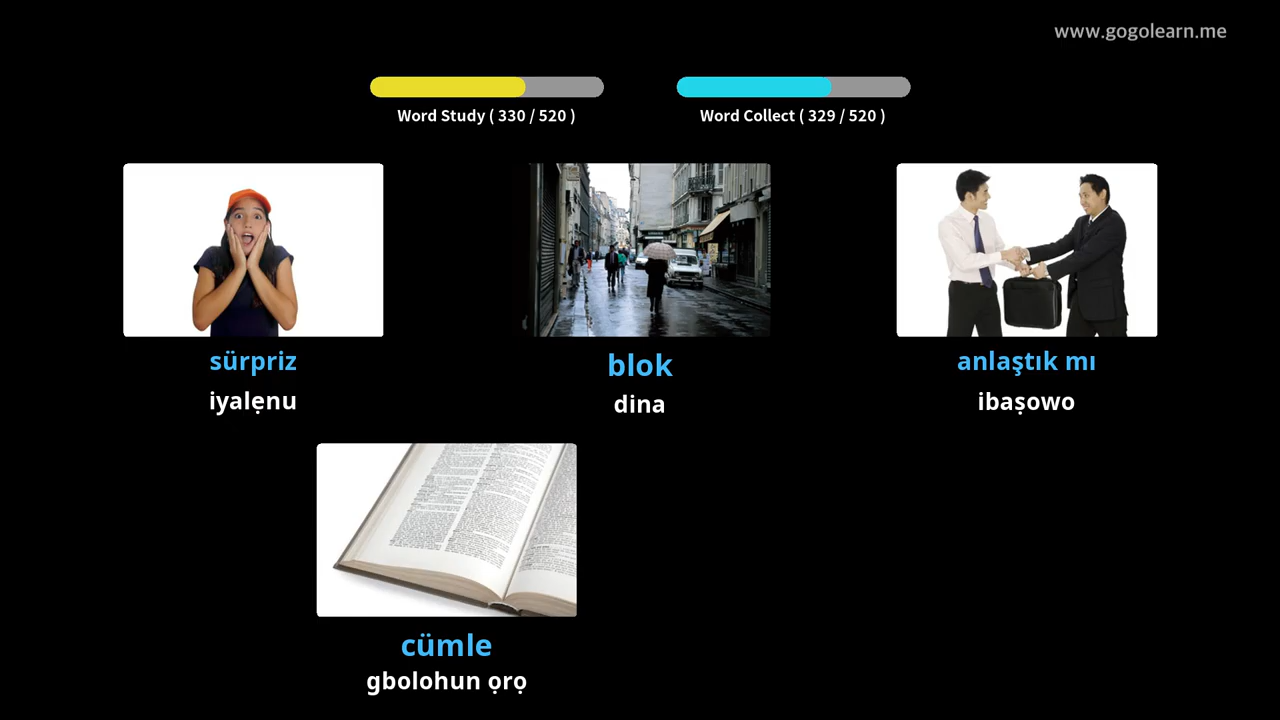 www.gogolearn.me
Word Study ( 330 / 520 )
Word Collect ( 329 / 520 )
sürpriz
iyalẹnu
blok
dina
anlaştık mı
ibaṣowo
cümle
gbolohun ọrọ